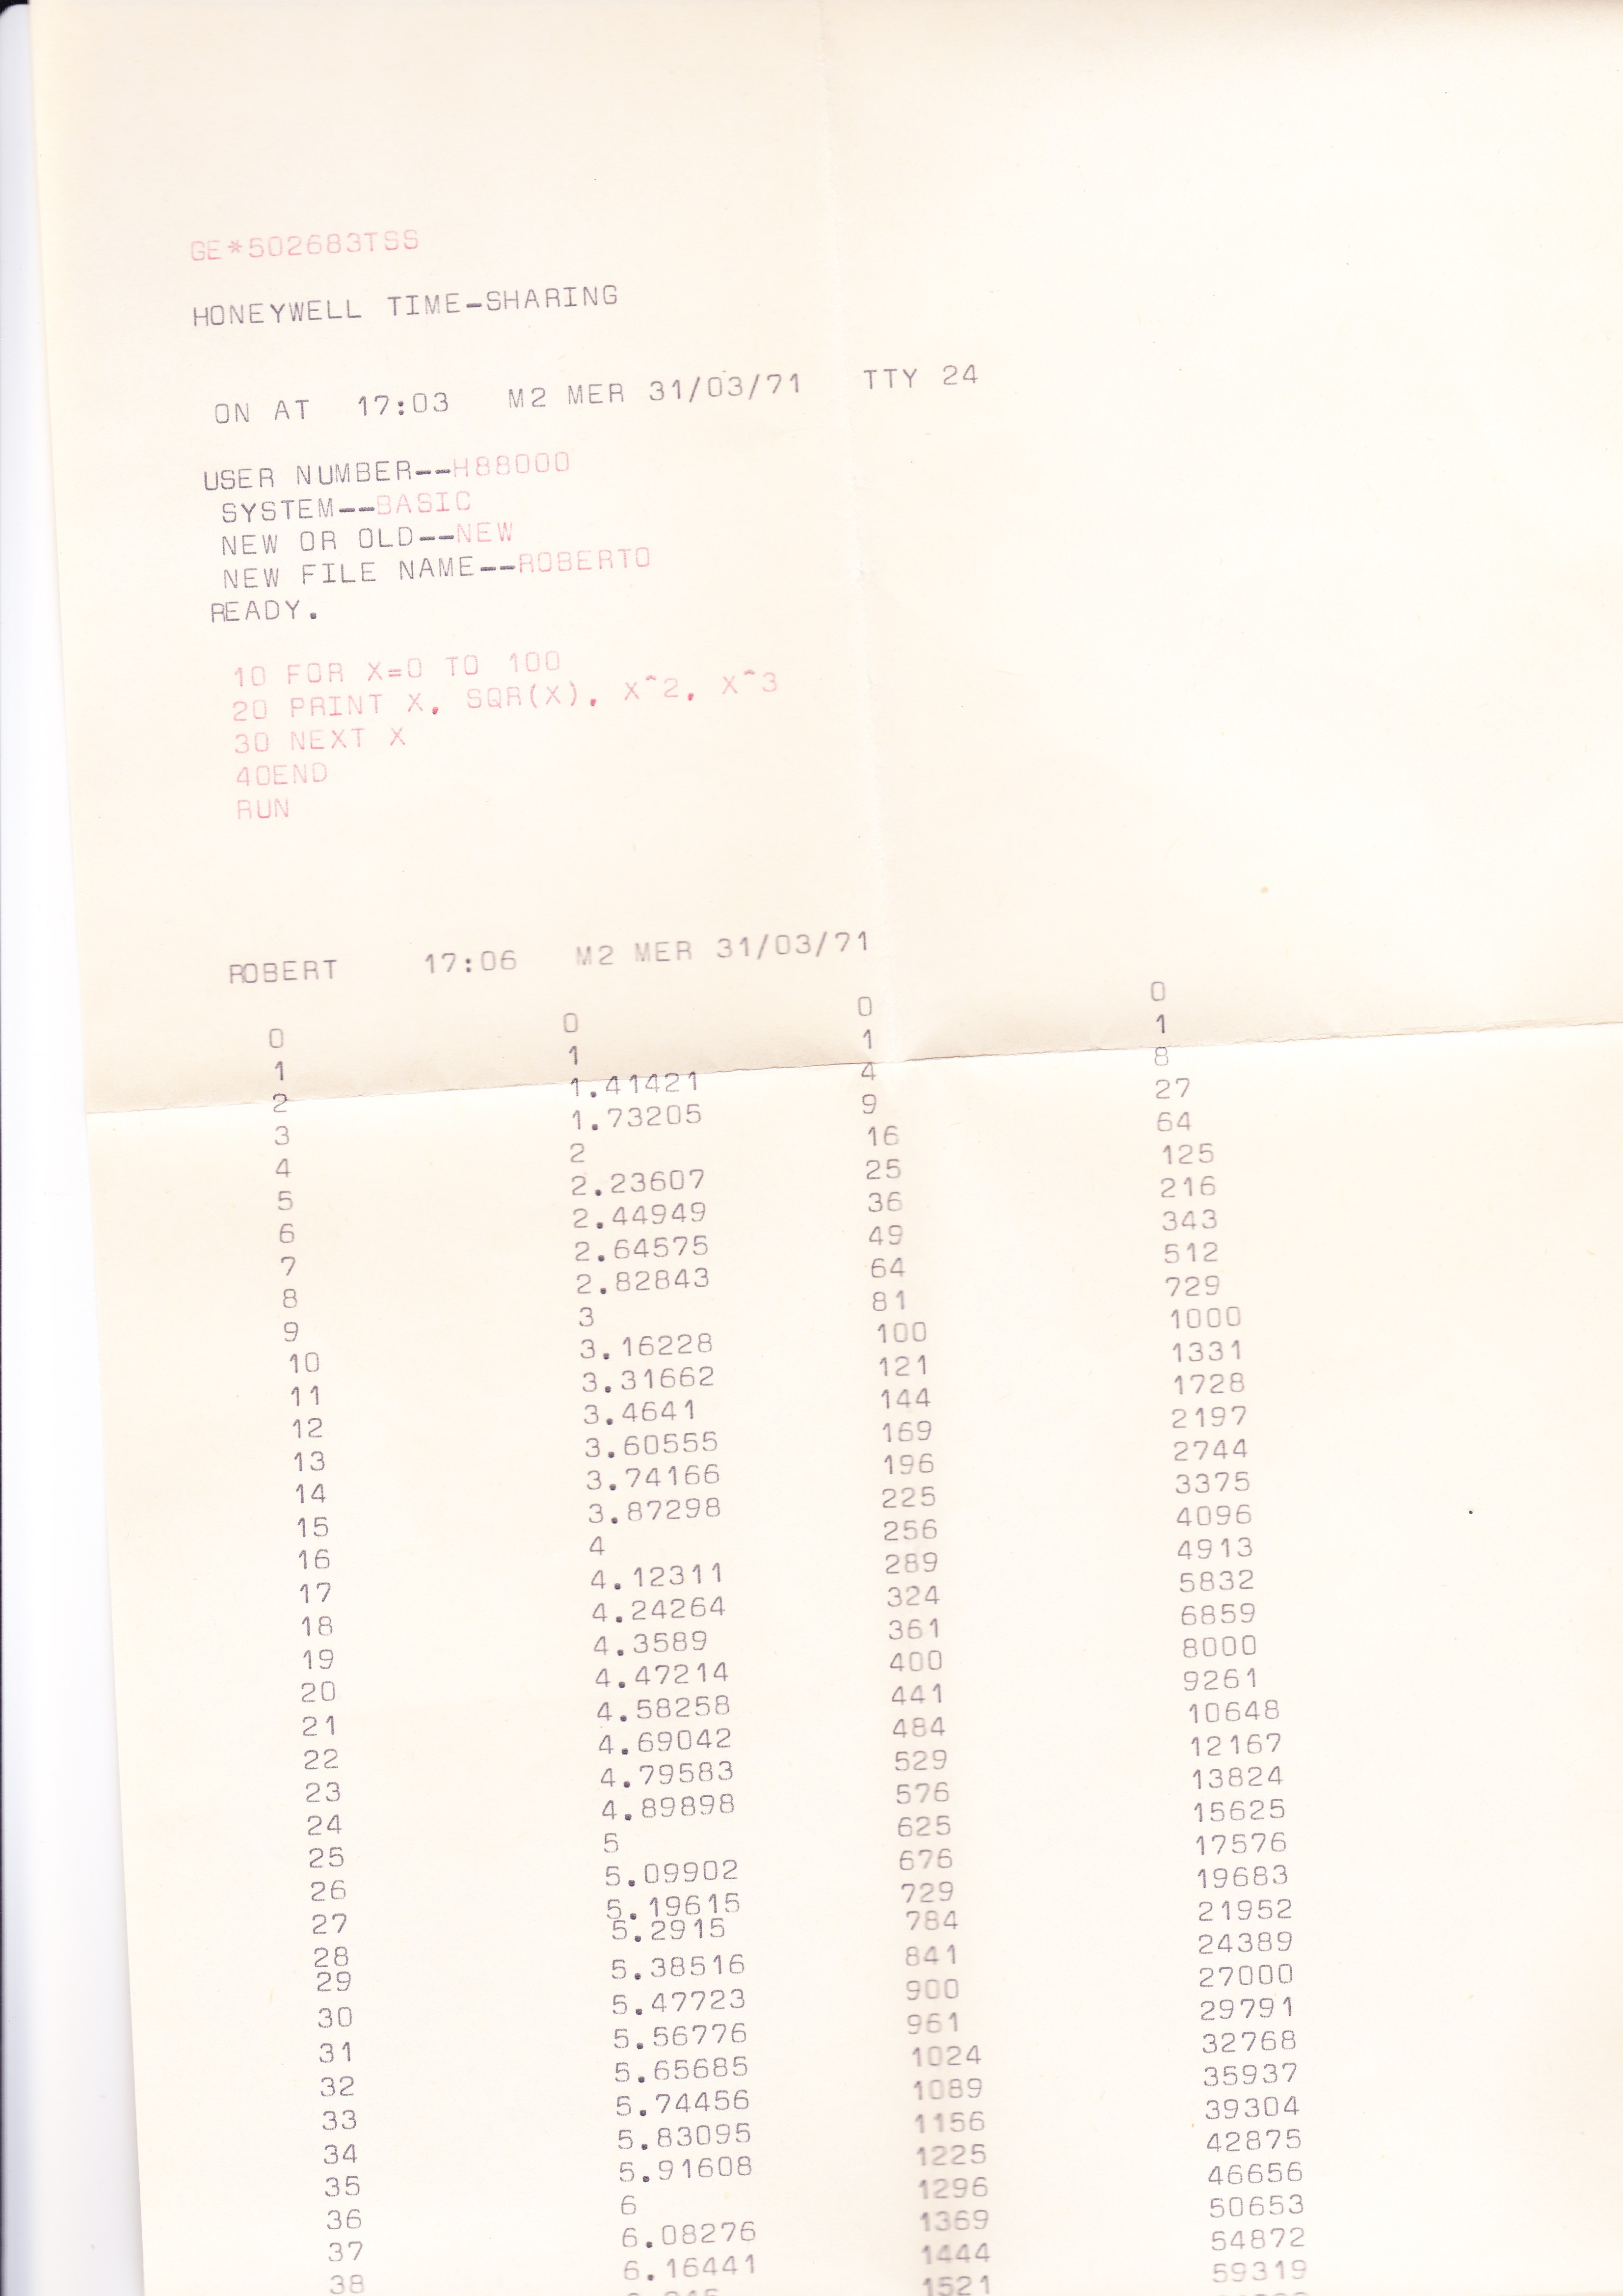 GE*502683TSS
HONEYWELL TIME-SHARING
ON AT 17:03 M2 MER 31/03/71 TTY 24
USER NUMBER--H88000
SYSTEM--BASIC
NEW OR OLD--NEW
NEW FILE NAME--ROBERTO
READY.
10 FOR X=0 TO 100
20 PRINT X, SQR(X), X^2, X^3
30 NEXT X
40END
RUN
ROBERT 17:06 M2 MER 31/03/71
0 0 0 0
1 1 1 1
2 1.41421 4 8
3 1.73205 9 27
4 2 16 64
5 2.23607 25 125
6 2.44949 36 216
7 2.64575 49 343
8 2.82843 64 512
9 3 81 729
10 3.16228 100 1000
11 3.31662 121 1331
12 3.4641 144 1728
13 3.60555 169 2197
14 3.74166 196 2744
15 3.87298 225 3375
16 4 256 4096
17 4.12311 289 4913
18 4.24264 324 5832
19 4.3589 361 6859
20 4.47214 400 8000
21 4.58258 441 9261
22 4.69042 484 10648
23 4.79583 529 12167
24 4.89898 576 13824
25 5 625 15625
26 5.09902 676 17576
27 5.19615 729 19683
28 5.2915 784 21952
29 5.38516 841 24389
30 5.47723 900 27000
31 5.56776 961 29791
32 5.65685 1024 32768
33 5.74456 1089 35937
34 5.83095 1156 39304
35 5.91608 1225 42875
36 6 1296 46656
37 6.08276 1369 50653
38 6.16441 1444 54872
1521 59319